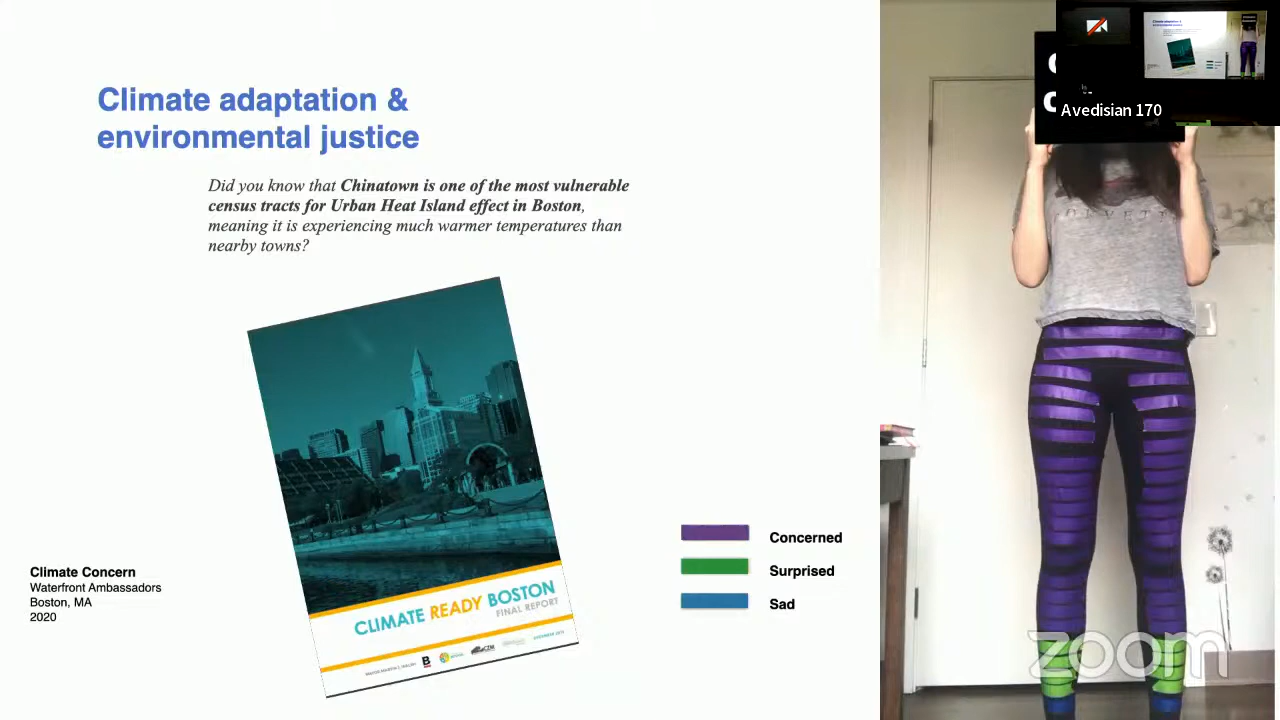 Climate adaptation &
environmental justice
Did you know that Chinatown is one of the most vulnerable
census tracts for Urban Heat Island effect in Boston,
meaning it is experiencing much warmer temperatures than
nearby towns?
CLIMATE READY BOSTON
FINAL REPORT
Climate Concern
Waterfront Ambassadors
Boston, MA
2020
Concerned
Surprised
Sad
Avedisian 170
zoom